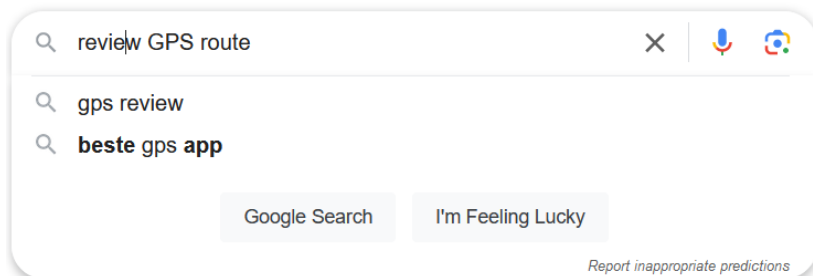 review GPS route
gps review
beste gps app
Google Search I'm Feeling Lucky
Report inappropriate predictions